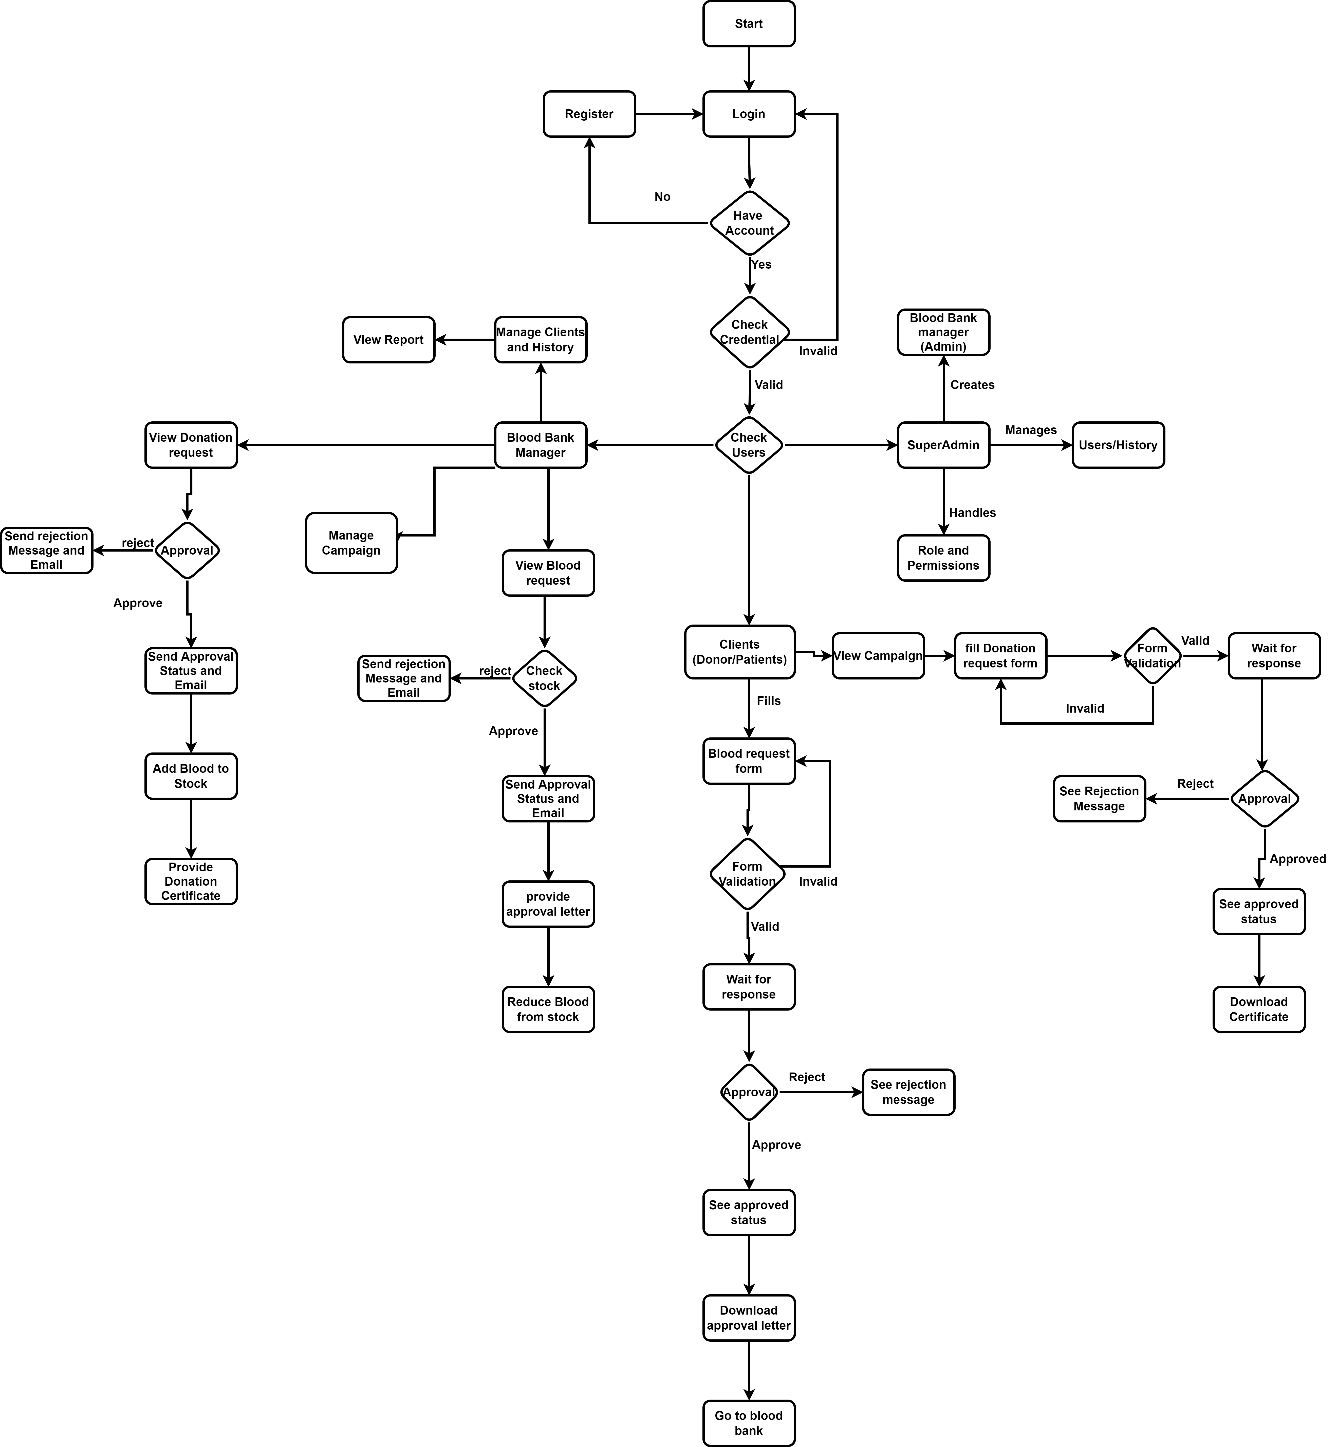 Start
Register
Login
No
Have
Account
Yes
Check
Credential
Invalid
Valid
Blood Bank
manager
(Admin)
Creates
VIew Report
Manage Clients
and History
View Donation
request
Blood Bank
Manager
Check
Users
SuperAdmin
Manages
Users/History
Handles
Role and
Permissions
Send rejection
Message and
Email
reject
Approval
Manage
Campaign
View Blood
request
Approve
Send Approval
Status and
Email
Send rejection
Message and
Email
reject
Check
stock
Clients
(Donor/Patients)
VIew Campaign
fill Donation
request form
Form
Validation
Valid
Wait for
response
Invalid
Fills
Approve
Add Blood to
Stock
Send Approval
Status and
Email
Blood request
form
See Rejection
Message
Reject
Approval
Provide
Donation
Certificate
provide
approval letter
Form
Validation
Invalid
Approved
See approved
status
Valid
Reduce Blood
from stock
Wait for
response
Download
Certificate
Approval
Reject
See rejection
message
Approve
See approved
status
Download
approval letter
Go to blood
bank